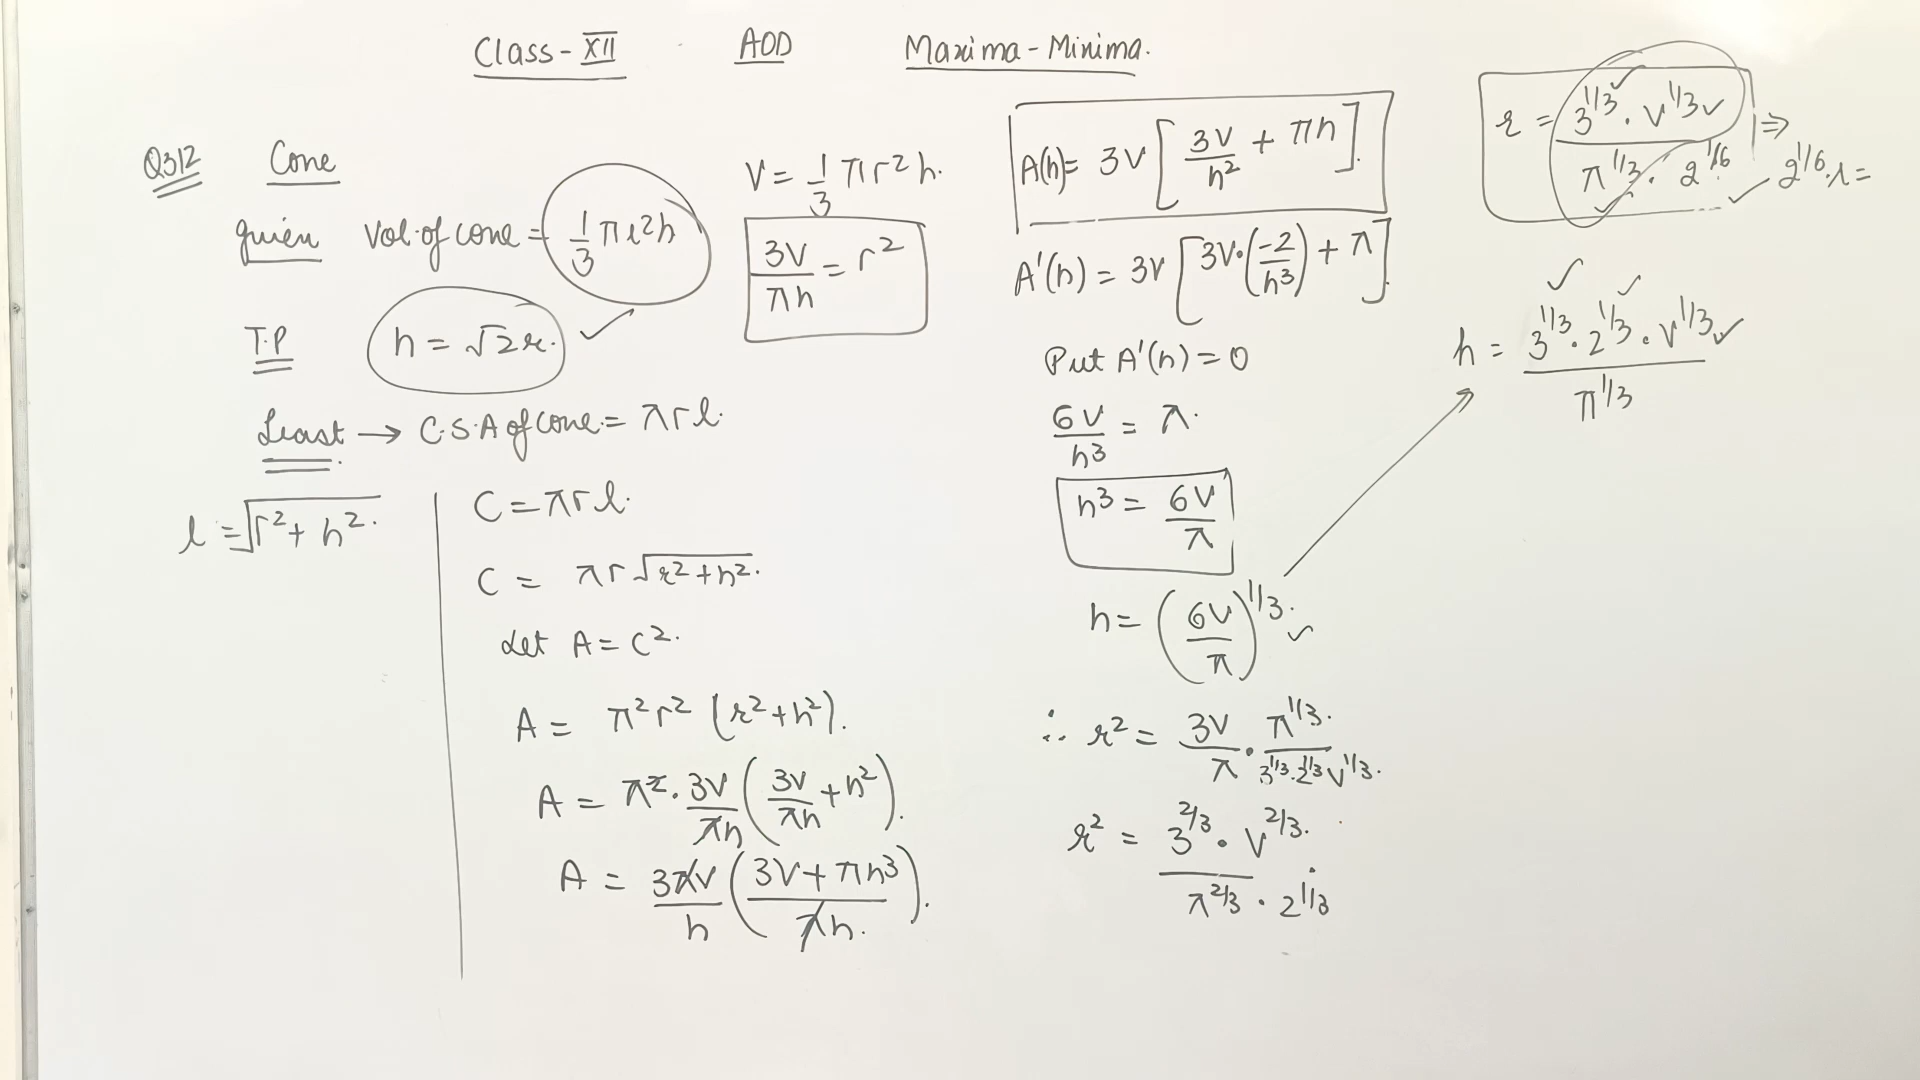 Class-XII AOD Maxima-Minima.
Q312 Cone
given Vol. of cone = 1/3 πr²h
T.P h = √2r.
Least → C.S.A of cone = πrl.
l = √r² + h².
C = πrl.
C = πr√r²+h².
Let A = C².
A = π²r² (r²+h²).
A = π². 3V/πh (3V/πh + h²).
A = 3πV/h (3V + πh³/πh).
V = 1/3 πr²h.
3V/πh = r²
A(h) = 3V [3V/h² + πh].
A'(h) = 3V [3V.(-2/h³) + π].
Put A'(h) = 0
6V/h³ = π.
h³ = 6V/π
h = (6V/π)^1/3.
∴ r² = 3V/π . π^1/3./3^1/3.2^1/3 V^1/3.
r² = 3^2/3 . V^2/3./π^2/3 . 2^1/3
r = 3^1/3 . V^1/3/π^1/3 . 2^1/6 ⇒
2^1/6.r =
h = 3^1/3 . 2^1/3 . V^1/3/π^1/3